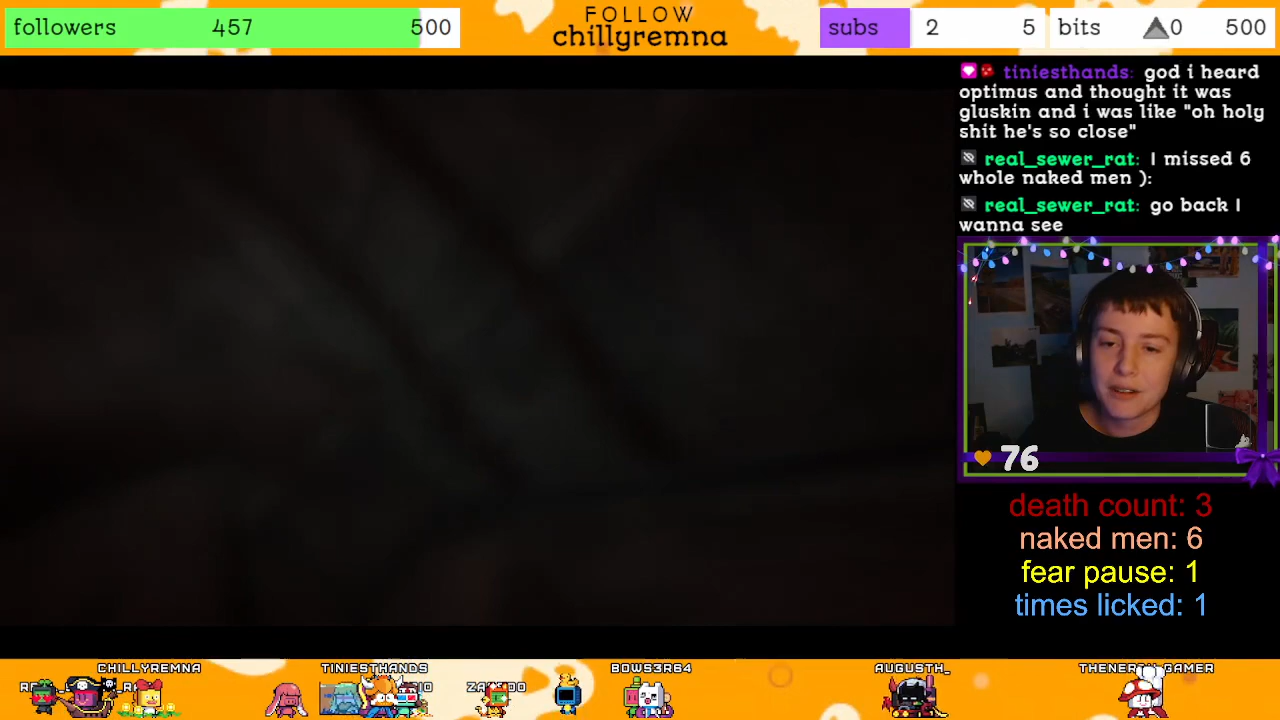 followers 457 500
FOLLOW
chillyremna
subs 2 5
bits 0 500
tiniesthands: god i heard
optimus and thought it was
gluskin and i was like "oh holy
shit he's so close"
real_sewer_rat: I missed 6
whole naked men ):
real_sewer_rat: go back I
wanna see
76
death count: 3
naked men: 6
fear pause: 1
times licked: 1
CHILLYREMNA
TINIESTHANDS
BOWS3R64
AUGUSTH_